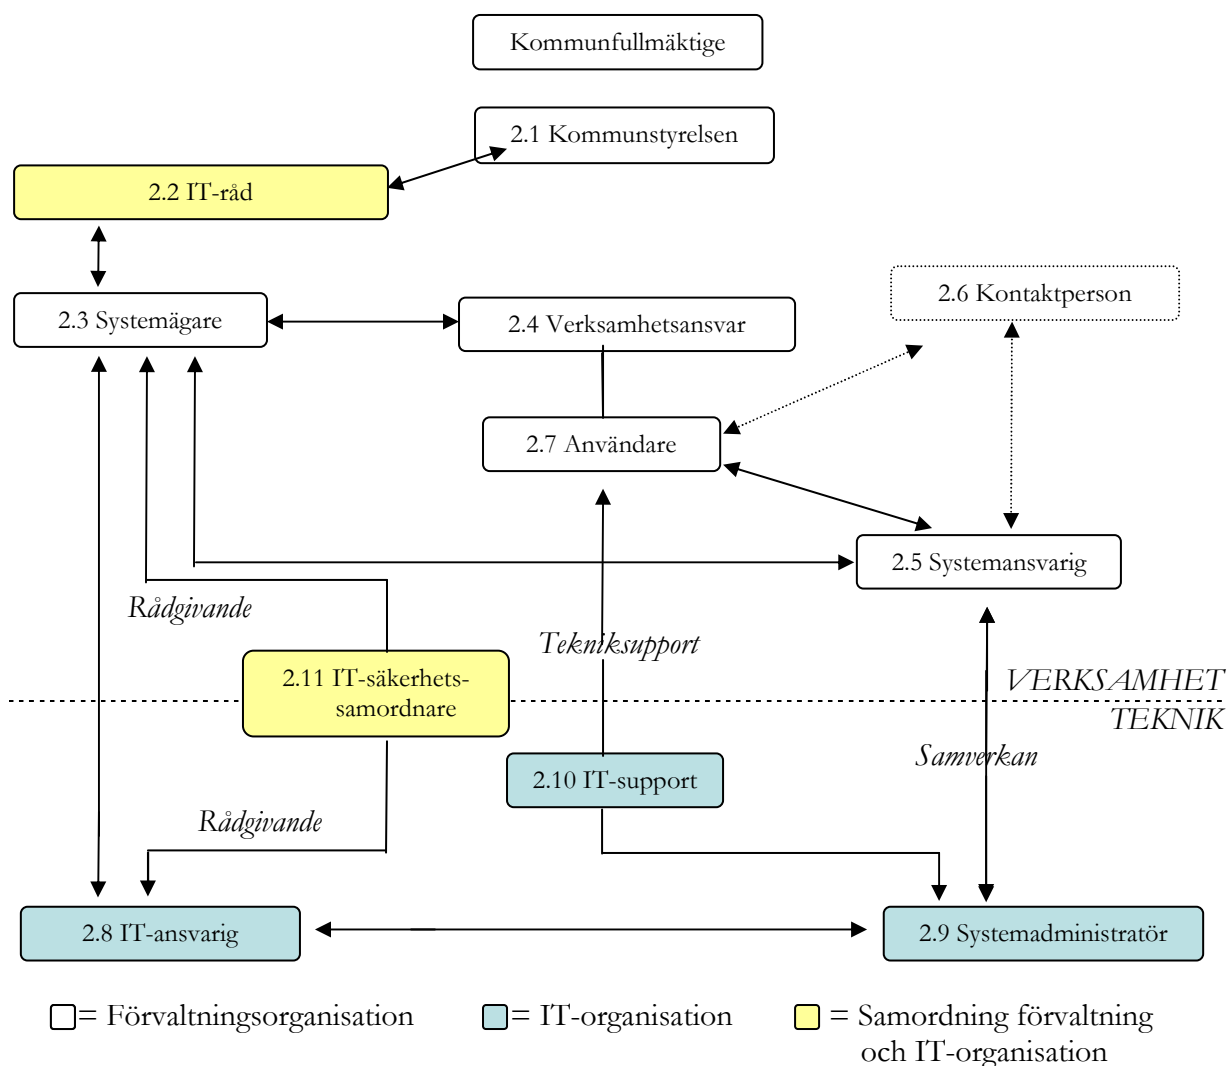 Kommunfullmäktige
2.1 Kommunstyrelsen
2.2 IT-råd
2.6 Kontaktperson
2.3 Systemägare
2.4 Verksamhetsansvar
2.7 Användare
2.5 Systemansvarig
Rådgivande
Tekniksupport
2.11 IT-säkerhets-
samordnare
VERKSAMHET
TEKNIK
Samverkan
2.10 IT-support
Rådgivande
2.8 IT-ansvarig
2.9 Systemadministratör
= Förvaltningsorganisation
= IT-organisation
= Samordning förvaltning
och IT-organisation